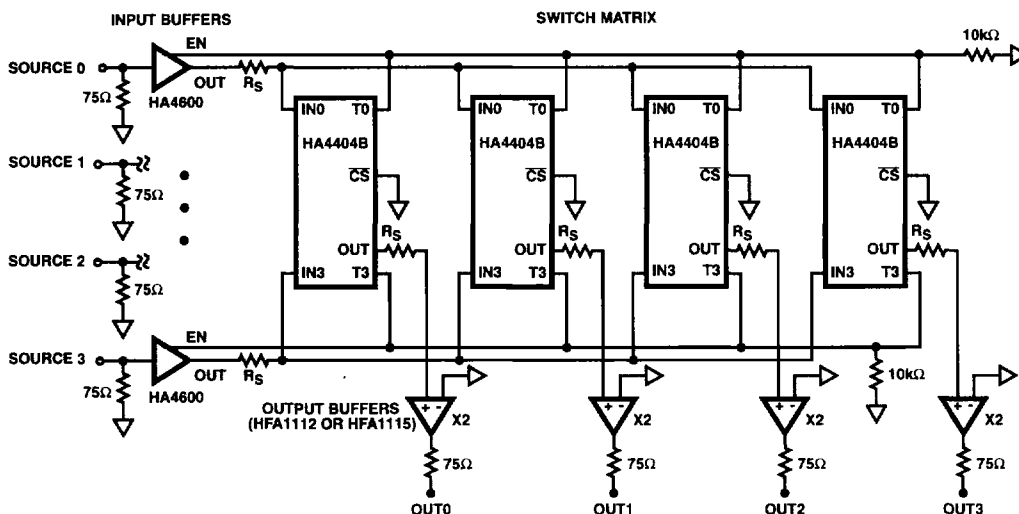 INPUT BUFFERS
SWITCH MATRIX
EN
10kΩ
SOURCE 0
OUT
RS
75Ω
HA4600
IN0 T0
IN0 T0
IN0 T0
IN0 T0
HA4404B
HA4404B
HA4404B
HA4404B
SOURCE 1
75Ω
CS
CS
CS
CS
RS
RS
RS
RS
OUT
OUT
OUT
OUT
SOURCE 2
75Ω
IN3 T3
IN3 T3
IN3 T3
IN3 T3
EN
SOURCE 3
OUT
RS
75Ω
HA4600
10kΩ
OUTPUT BUFFERS
(HFA1112 OR HFA1115)
+ - X2
+ - X2
+ - X2
+ - X2
75Ω
75Ω
75Ω
75Ω
OUT0
OUT1
OUT2
OUT3